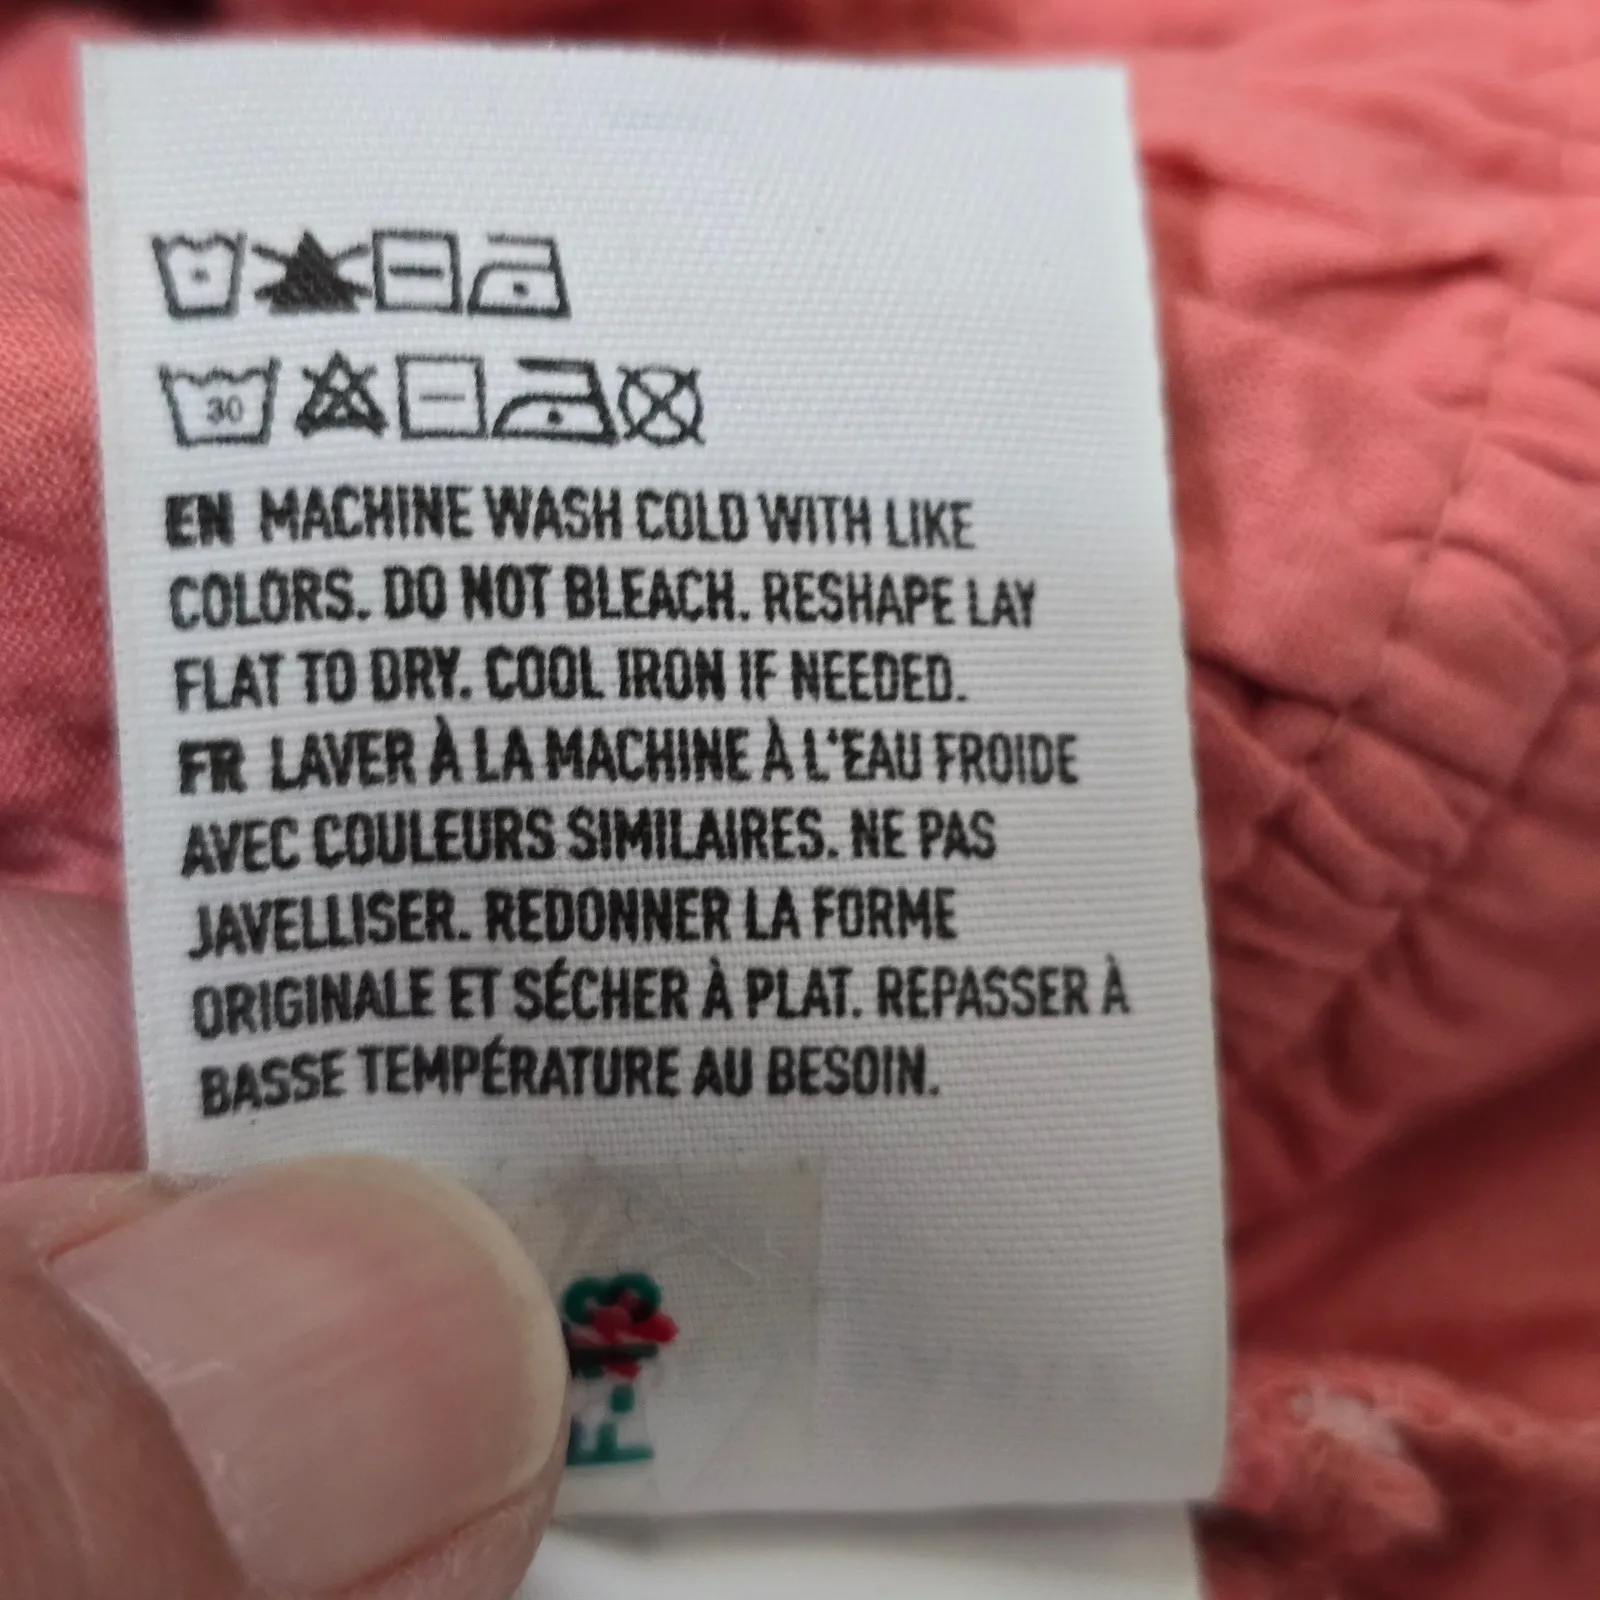 30
EN MACHINE WASH COLD WITH LIKE
COLORS. DO NOT BLEACH. RESHAPE LAY
FLAT TO DRY. COOL IRON IF NEEDED.
FR LAVER À LA MACHINE À L'EAU FROIDE
AVEC COULEURS SIMILAIRES. NE PAS
JAVELLISER. REDONNER LA FORME
ORIGINALE ET SÉCHER À PLAT. REPASSER À
BASSE TEMPÉRATURE AU BESOIN.